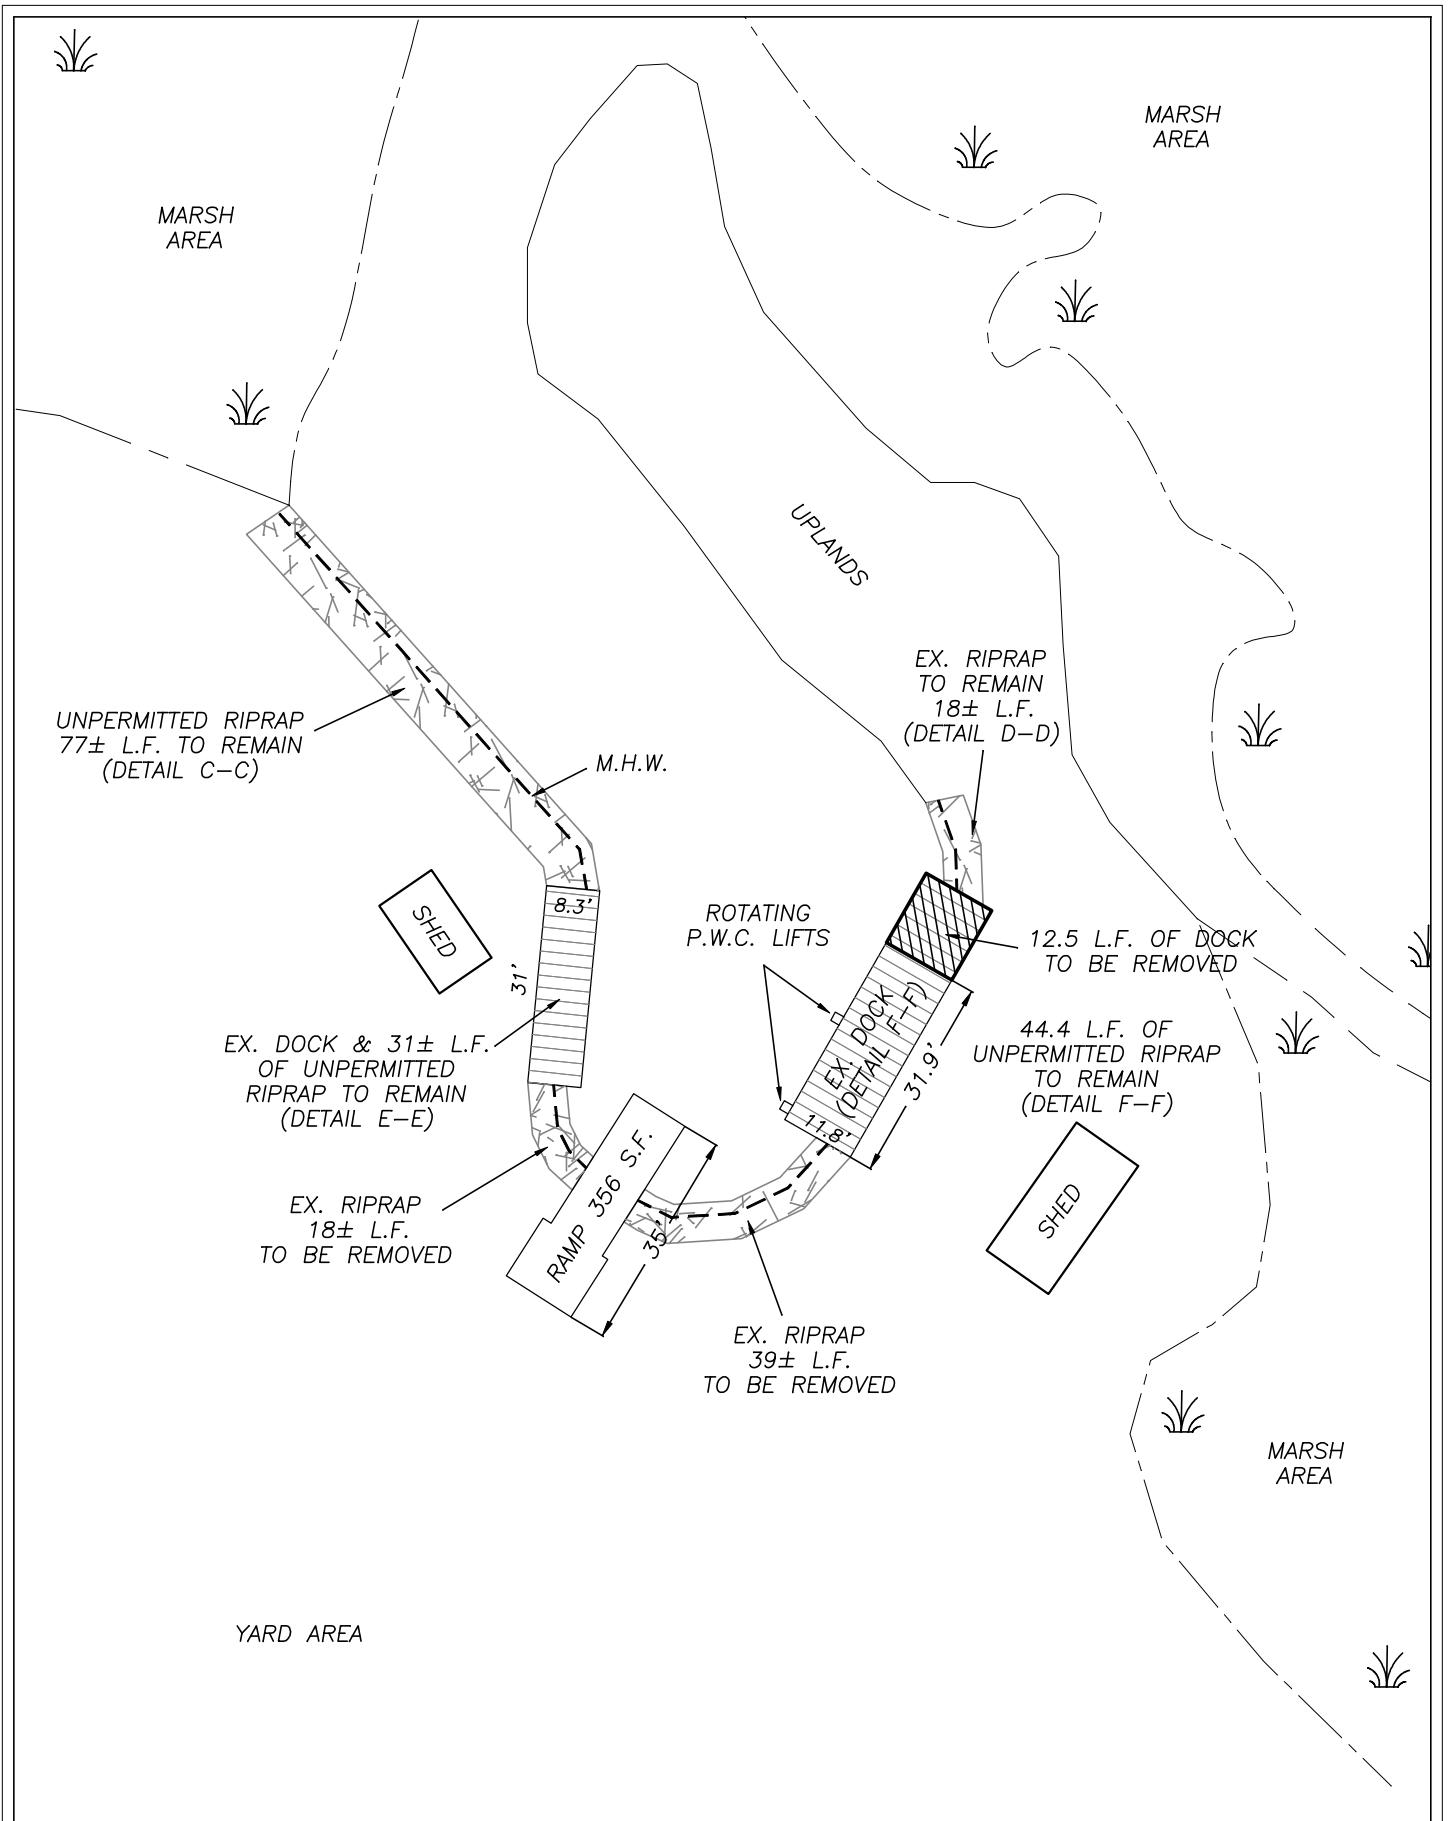 MARSH
AREA
MARSH
AREA
UPLANDS
EX. RIPRAP
TO REMAIN
18± L.F.
(DETAIL D-D)
UNPERMITTED RIPRAP
77± L.F. TO REMAIN
(DETAIL C-C)
M.H.W.
SHED
8.3'
31'
ROTATING
P.W.C. LIFTS
12.5 L.F. OF DOCK
TO BE REMOVED
EX. DOCK & 31± L.F.
OF UNPERMITTED
RIPRAP TO REMAIN
(DETAIL E-E)
EX. DOCK
(DETAIL F-F)
31.9'
11.8'
44.4 L.F. OF
UNPERMITTED RIPRAP
TO REMAIN
(DETAIL F-F)
SHED
EX. RIPRAP
18± L.F.
TO BE REMOVED
RAMP 356 S.F.
35'
EX. RIPRAP
39± L.F.
TO BE REMOVED
MARSH
AREA
YARD AREA